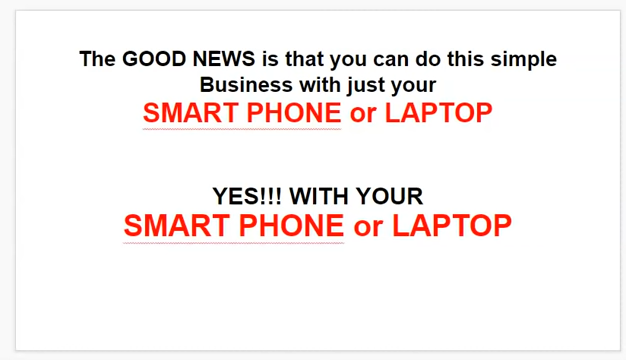 The GOOD NEWS is that you can do this simple
Business with just your
SMART PHONE or LAPTOP
YES!!! WITH YOUR
SMART PHONE or LAPTOP